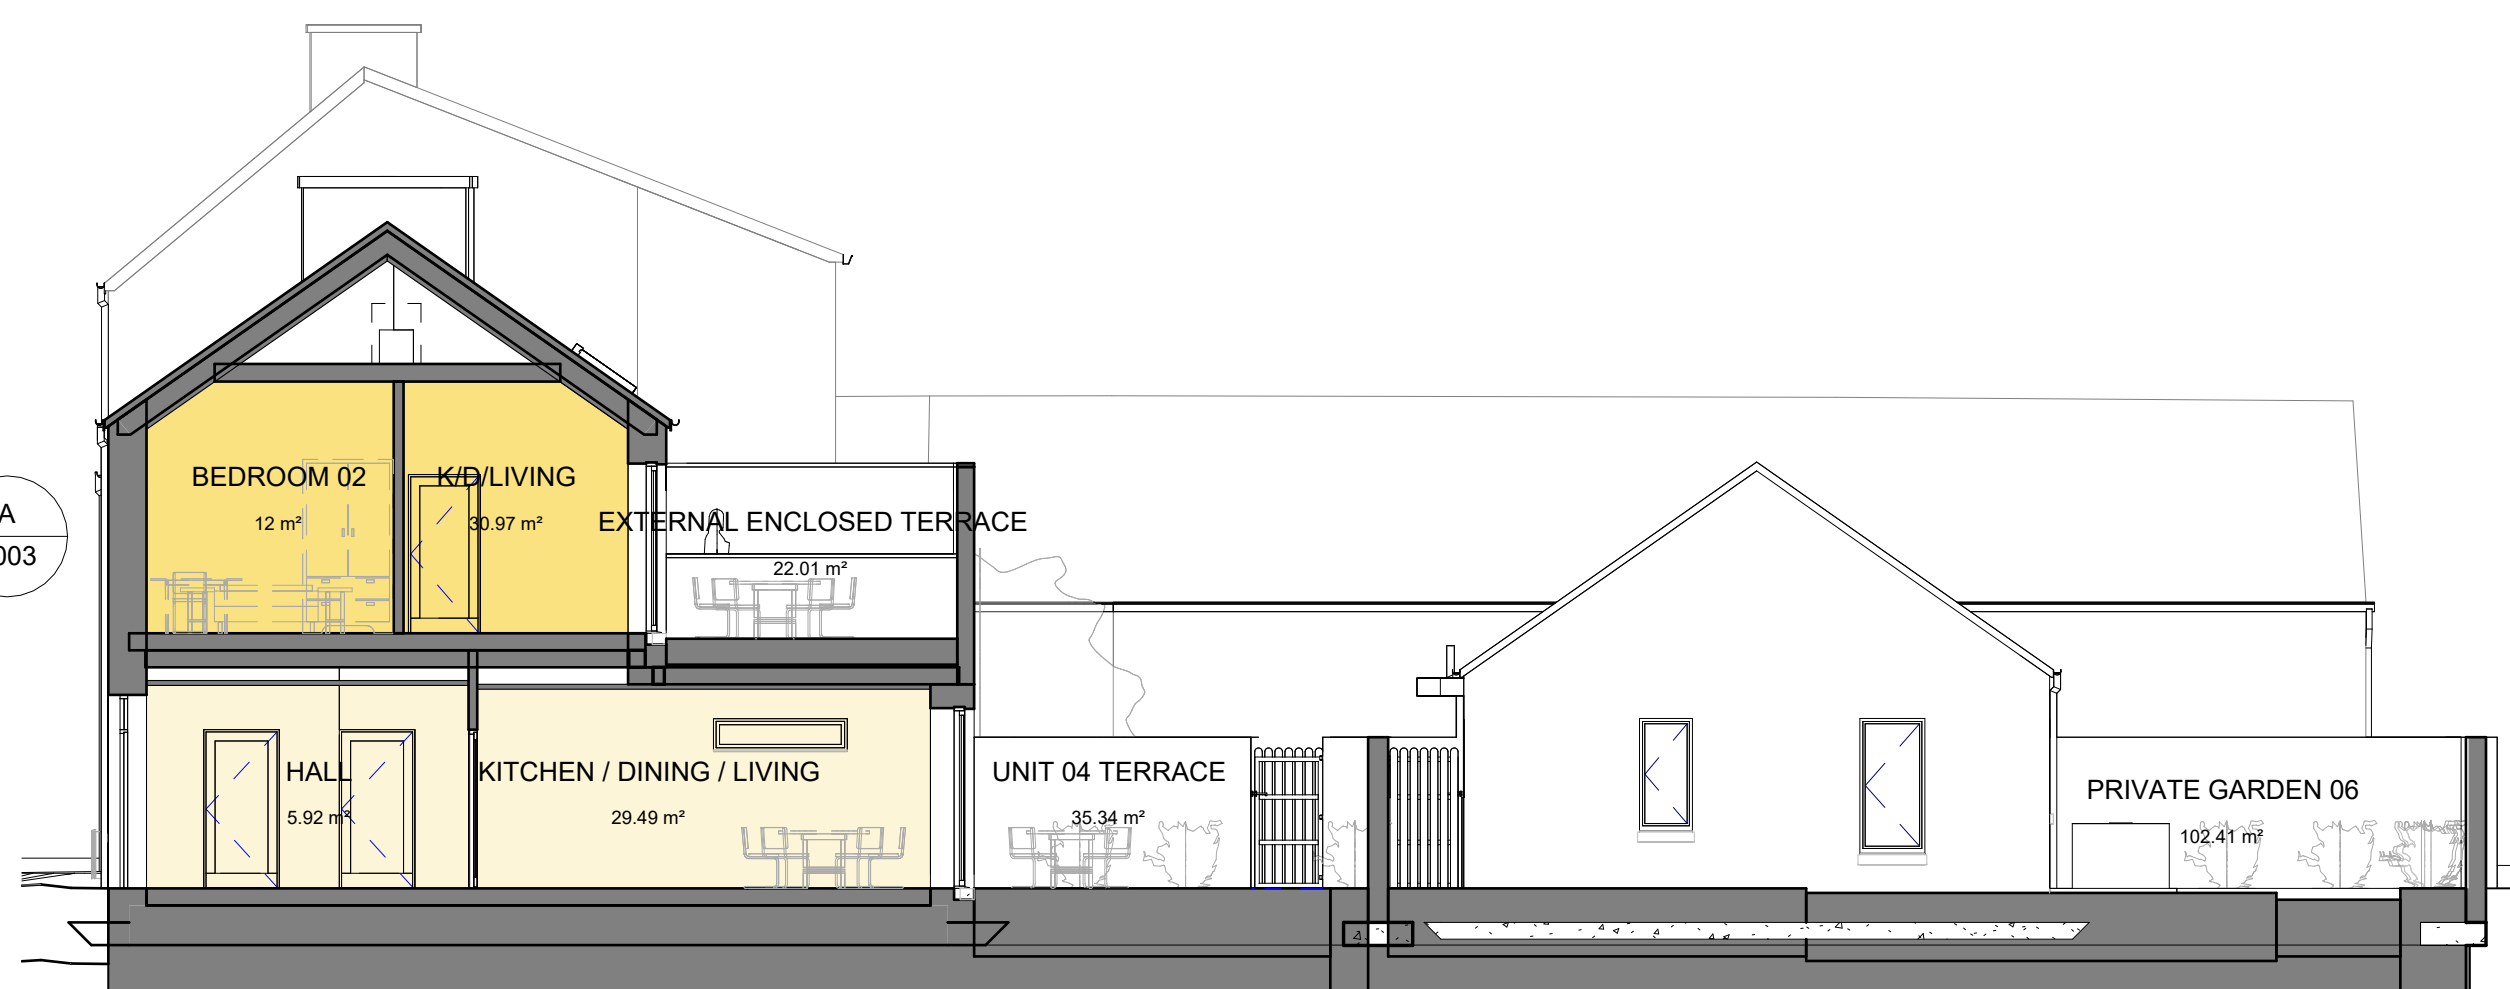 BEDROOM 02
12 m²
K/D/LIVING
30.97 m²
EXTERNAL ENCLOSED TERRACE
22.01 m²
A
003
HALL
5.92 m²
KITCHEN / DINING / LIVING
29.49 m²
UNIT 04 TERRACE
35.34 m²
PRIVATE GARDEN 06
102.41 m²